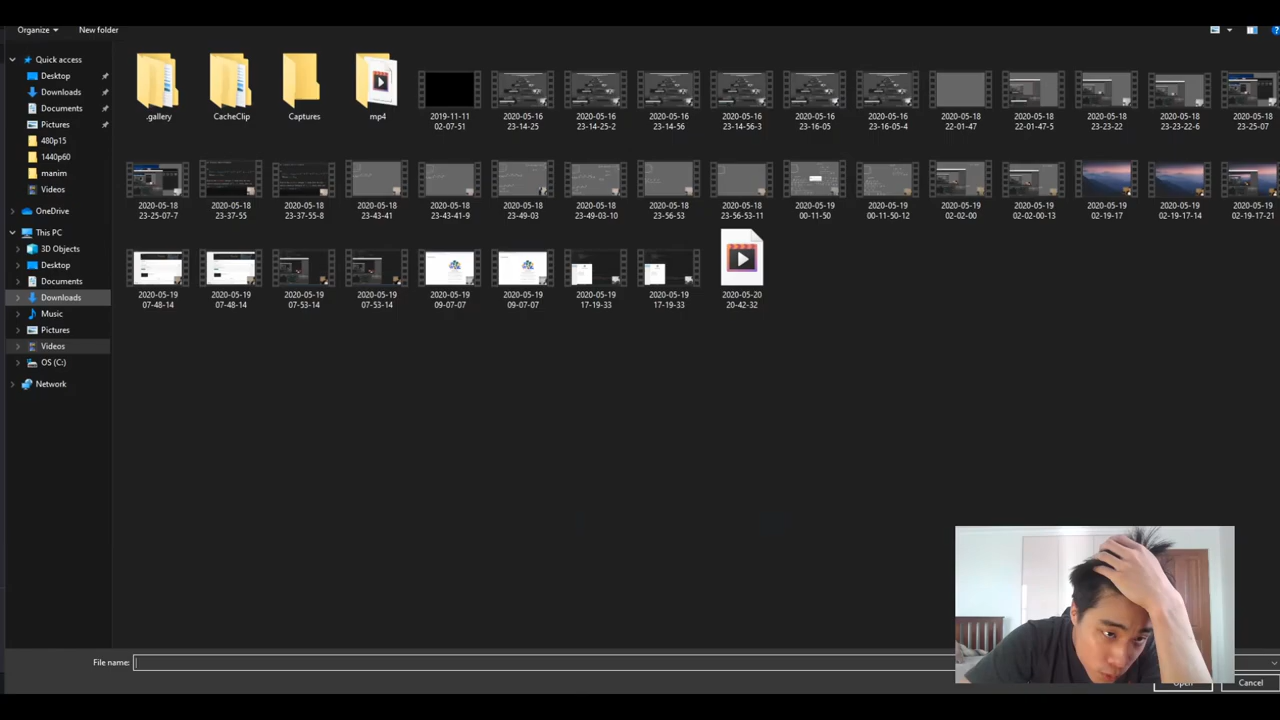 Organize
New folder
Quick access
Desktop
Downloads
Documents
Pictures
480p15
1440p60
manim
Videos
OneDrive
This PC
3D Objects
Desktop
Documents
Downloads
Music
Pictures
Videos
OS (C:)
Network
.gallery
CacheClip
Captures
mp4
2019-11-11
02-07-51
2020-05-16
23-14-25
2020-05-16
23-14-25-2
2020-05-16
23-14-56
2020-05-16
23-14-56-3
2020-05-16
23-16-05
2020-05-16
23-16-05-4
2020-05-18
22-01-47
2020-05-18
22-01-47-5
2020-05-18
23-23-22
2020-05-18
23-23-22-6
2020-05-18
23-25-07
2020-05-18
23-25-07-7
2020-05-18
23-37-55
2020-05-18
23-37-55-8
2020-05-18
23-43-41
2020-05-18
23-43-41-9
2020-05-18
23-49-03
2020-05-18
23-49-03-10
2020-05-18
23-56-53
2020-05-18
23-56-53-11
2020-05-19
00-11-50
2020-05-19
00-11-50-12
2020-05-19
02-02-00
2020-05-19
02-02-00-13
2020-05-19
02-19-17
2020-05-19
02-19-17-14
2020-05-19
02-19-17-21
2020-05-19
07-48-14
2020-05-19
07-48-14
2020-05-19
07-53-14
2020-05-19
07-53-14
2020-05-19
09-07-07
2020-05-19
09-07-07
2020-05-19
17-19-33
2020-05-19
17-19-33
2020-05-20
20-42-32
File name:
Open
Cancel